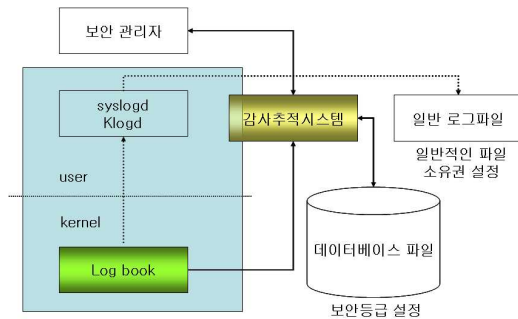 보안 관리자
syslogd
Klogd
감사추적시스템
일반 로그파일
일반적인 파일
소유권 설정
user
kernel
데이터베이스 파일
Log book
보안등급 설정